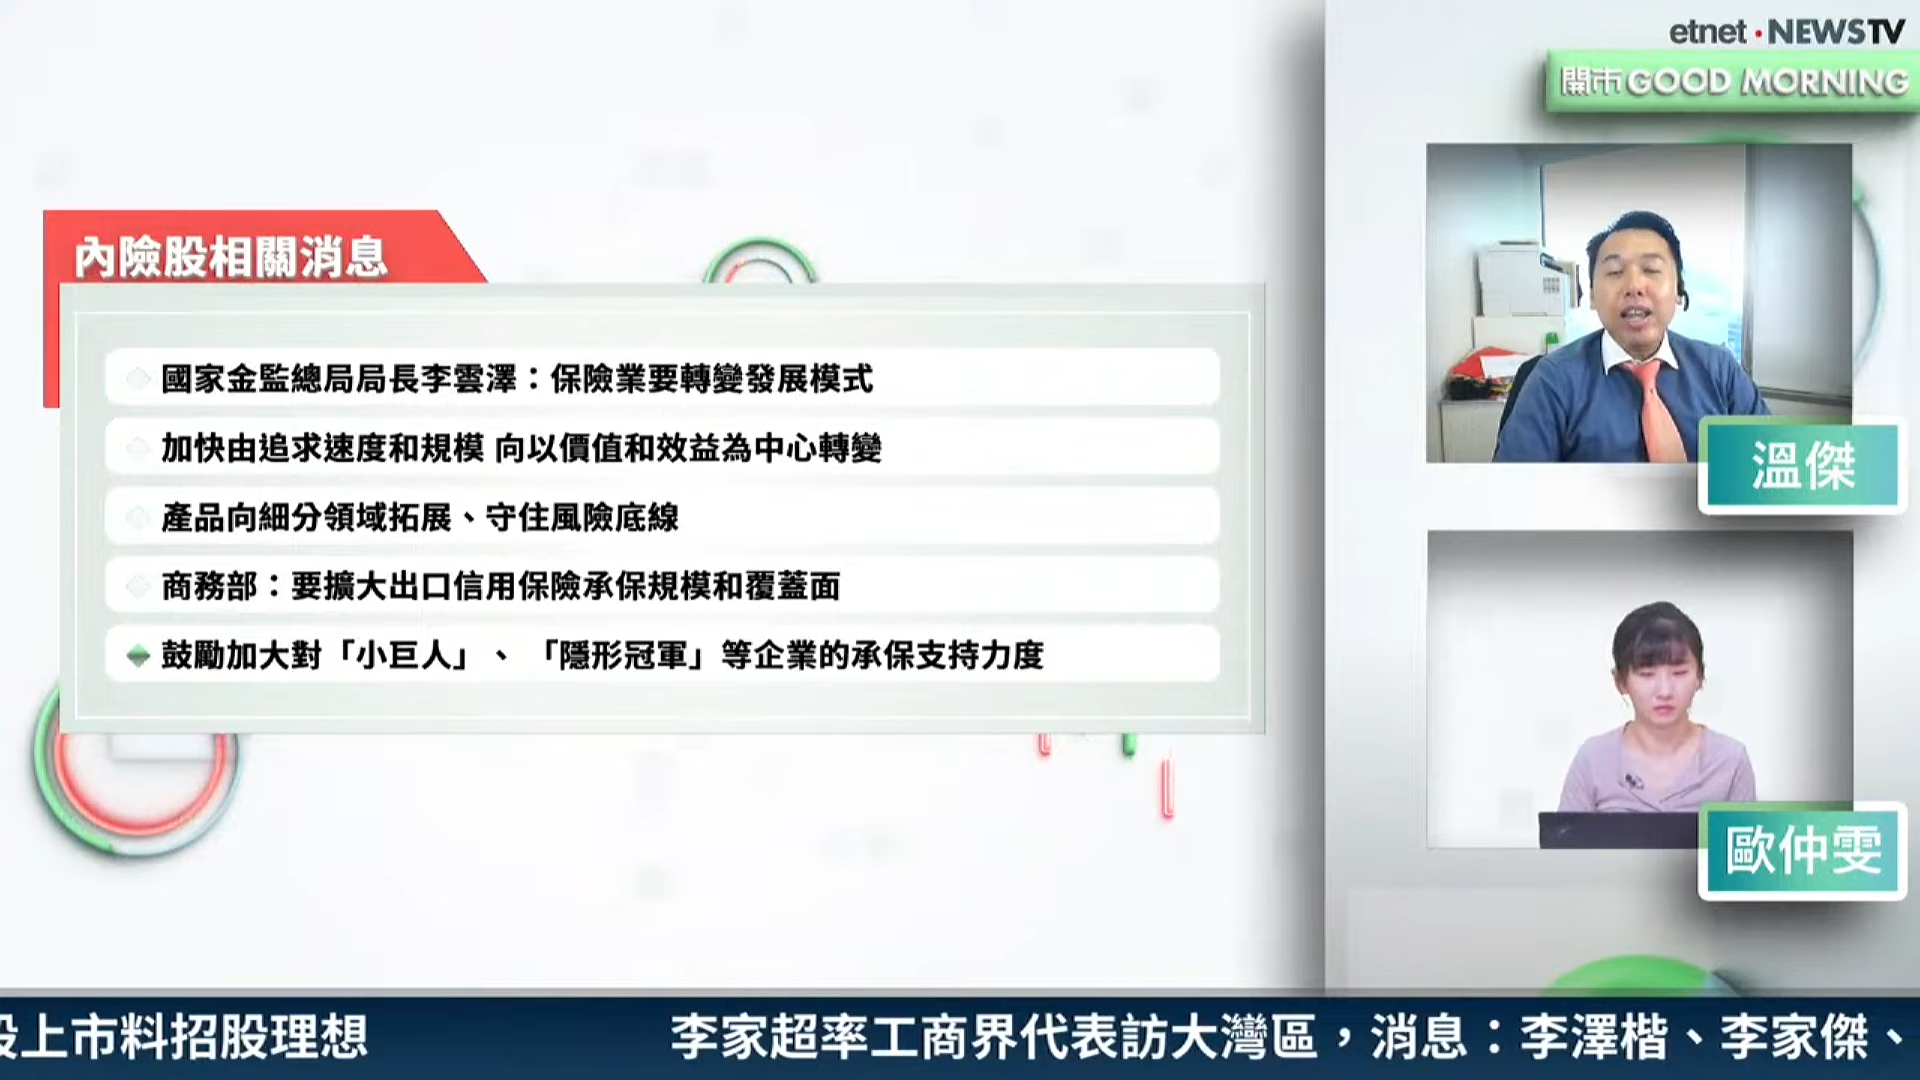 etnet·NEWSTV
開市GOOD MORNING
內險股相關消息
國家金監總局局長李雲澤：保險業要轉變發展模式
加快由追求速度和規模 向以價值和效益為中心轉變
產品向細分領域拓展、守住風險底線
商務部：要擴大出口信用保險承保規模和覆蓋面
鼓勵加大對「小巨人」、「隱形冠軍」等企業的承保支持力度
溫傑
歐仲雯
股上市料招股理想
李家超率工商界代表訪大灣區，消息：李澤楷、李家傑、